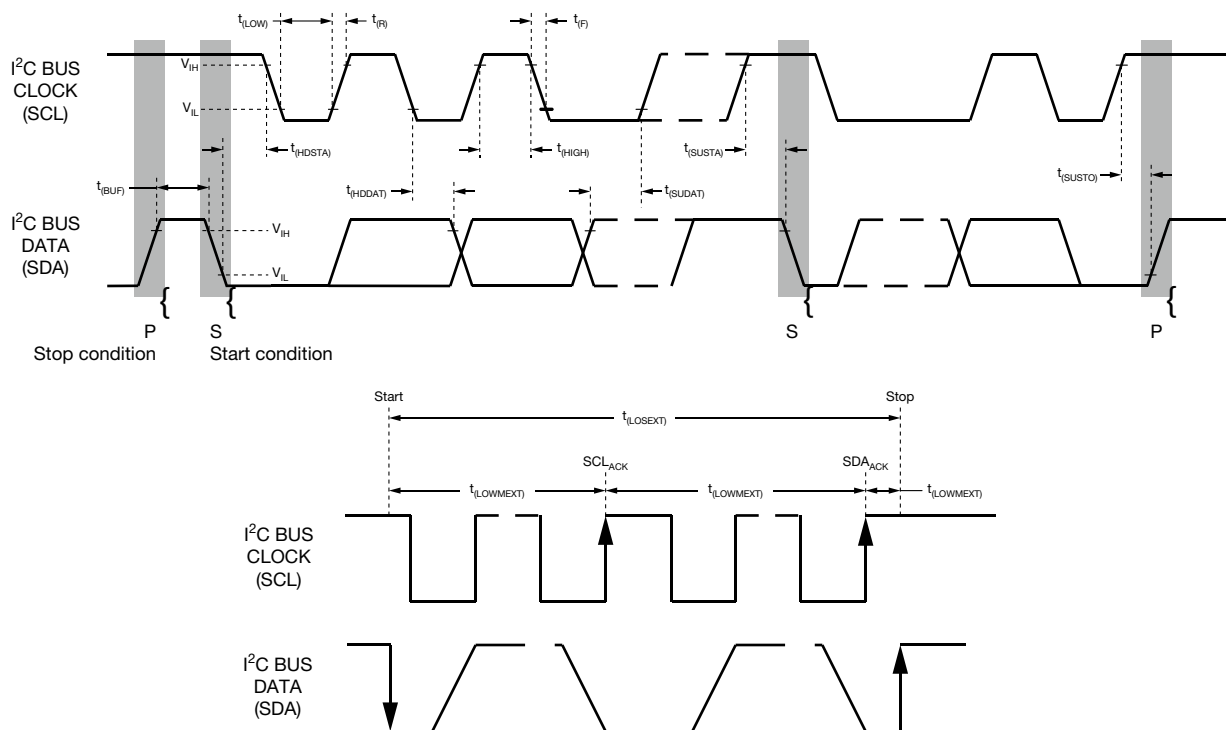 t(LOW)
t(R)
t(F)
I²C BUS
CLOCK
(SCL)
VIH
VIL
t(HDSTA)
t(HIGH)
t(SUSTA)
t(SUSTO)
t(BUF)
t(HDDAT)
t(SUDAT)
I²C BUS
DATA
(SDA)
VIH
VIL
{ { { {
P S S P
Stop condition Start condition
Start Stop
t(LOSEXT)
SCLACK SDAACK
t(LOWMEXT) t(LOWMEXT) t(LOWMEXT)
I²C BUS
CLOCK
(SCL)
I²C BUS
DATA
(SDA)